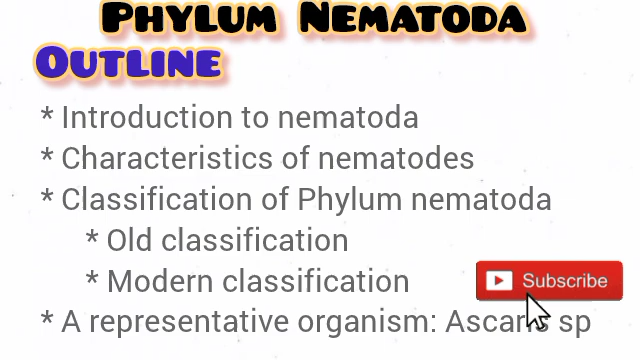 PHYLUM NEMATODA
OUTLINE
* Introduction to nematoda
* Characteristics of nematodes
* Classification of Phylum nematoda
* Old classification
* Modern classification
Subscribe
* A representative organism: Ascaris sp